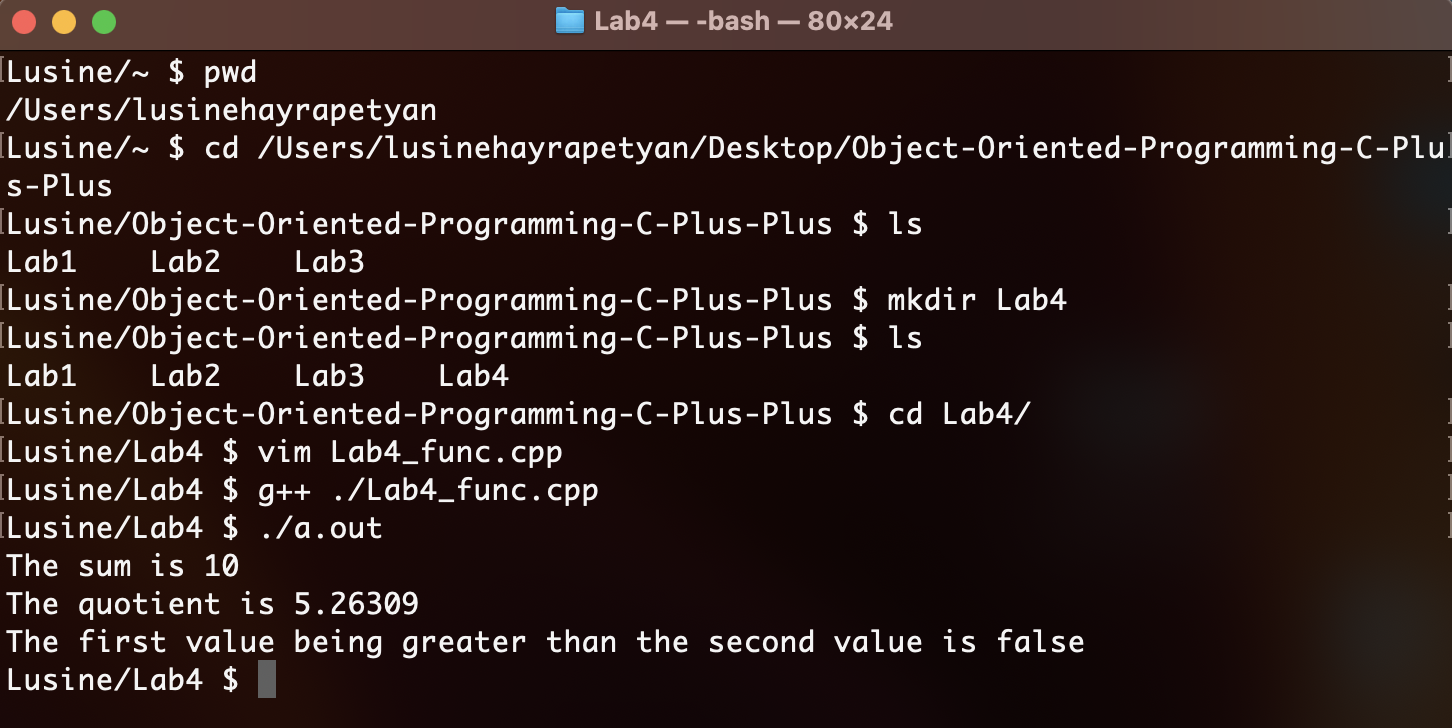 Lab4 — -bash — 80×24
Lusine/~ $ pwd
/Users/lusinehayrapetyan
Lusine/~ $ cd /Users/lusinehayrapetyan/Desktop/Object-Oriented-Programming-C-Plu
s-Plus
Lusine/Object-Oriented-Programming-C-Plus-Plus $ ls
Lab1    Lab2    Lab3
Lusine/Object-Oriented-Programming-C-Plus-Plus $ mkdir Lab4
Lusine/Object-Oriented-Programming-C-Plus-Plus $ ls
Lab1    Lab2    Lab3    Lab4
Lusine/Object-Oriented-Programming-C-Plus-Plus $ cd Lab4/
Lusine/Lab4 $ vim Lab4_func.cpp
Lusine/Lab4 $ g++ ./Lab4_func.cpp
Lusine/Lab4 $ ./a.out
The sum is 10
The quotient is 5.26309
The first value being greater than the second value is false
Lusine/Lab4 $